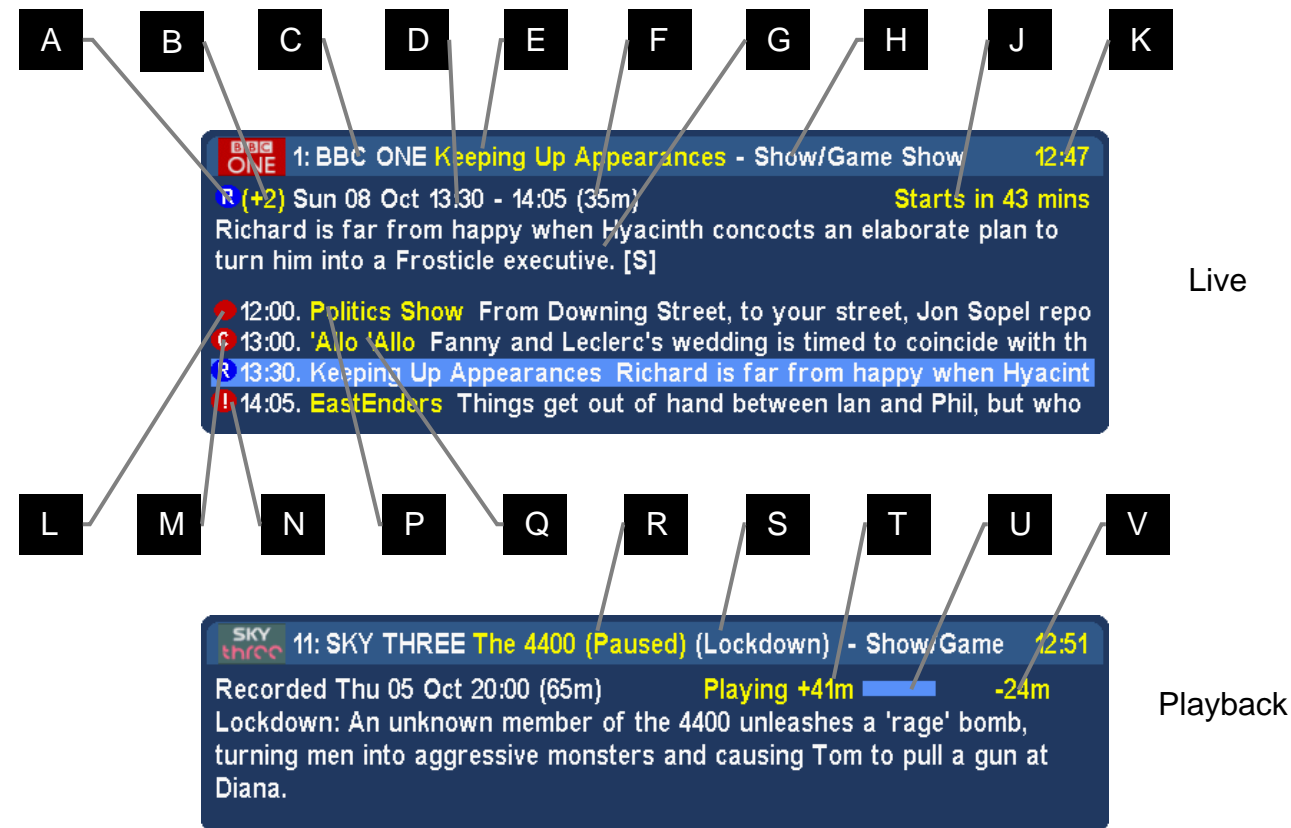 A B C D E F G H J K
BBC
ONE
1: BBC ONE Keeping Up Appearances - Show/Game Show 12:47
R (+2) Sun 08 Oct 13:30 - 14:05 (35m) Starts in 43 mins
Richard is far from happy when Hyacinth concocts an elaborate plan to
turn him into a Frosticle executive. [S]
Live
12:00. Politics Show From Downing Street, to your street, Jon Sopel repo
C 13:00. 'Allo 'Allo Fanny and Leclerc's wedding is timed to coincide with th
R 13:30. Keeping Up Appearances Richard is far from happy when Hyacint
! 14:05. EastEnders Things get out of hand between Ian and Phil, but who
L M N P Q R S T U V
SKY
three
11: SKY THREE The 4400 (Paused) (Lockdown) - Show/Game 12:51
Recorded Thu 05 Oct 20:00 (65m) Playing +41m -24m
Playback
Lockdown: An unknown member of the 4400 unleashes a 'rage' bomb,
turning men into aggressive monsters and causing Tom to pull a gun at
Diana.